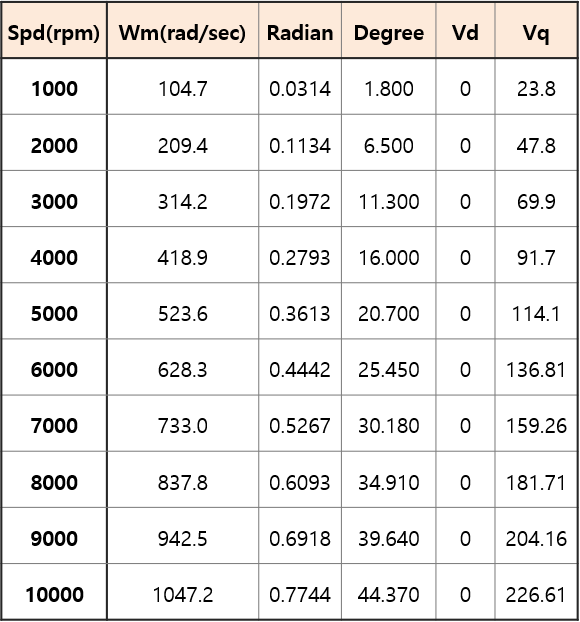 Spd(rpm) Wm(rad/sec) Radian Degree Vd Vq
1000 104.7 0.0314 1.800 0 23.8
2000 209.4 0.1134 6.500 0 47.8
3000 314.2 0.1972 11.300 0 69.9
4000 418.9 0.2793 16.000 0 91.7
5000 523.6 0.3613 20.700 0 114.1
6000 628.3 0.4442 25.450 0 136.81
7000 733.0 0.5267 30.180 0 159.26
8000 837.8 0.6093 34.910 0 181.71
9000 942.5 0.6918 39.640 0 204.16
10000 1047.2 0.7744 44.370 0 226.61